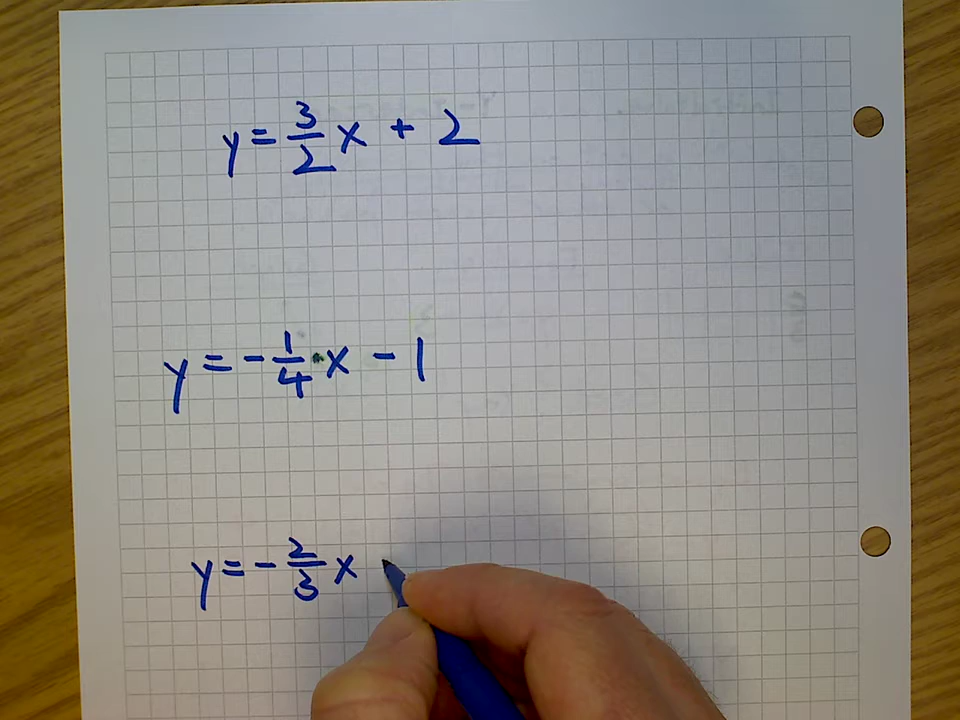 y = 3/2 x + 2
y = - 1/4 · x - 1
y = - 2/3 x